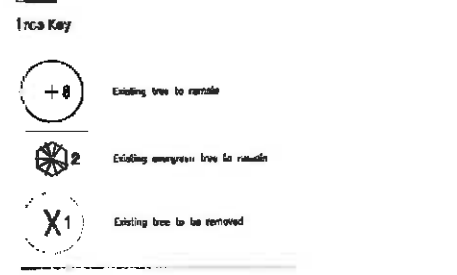 Tree Key
+8
Existing tree to remain
2
Existing evergreen tree to remain
X1
Existing tree to be removed